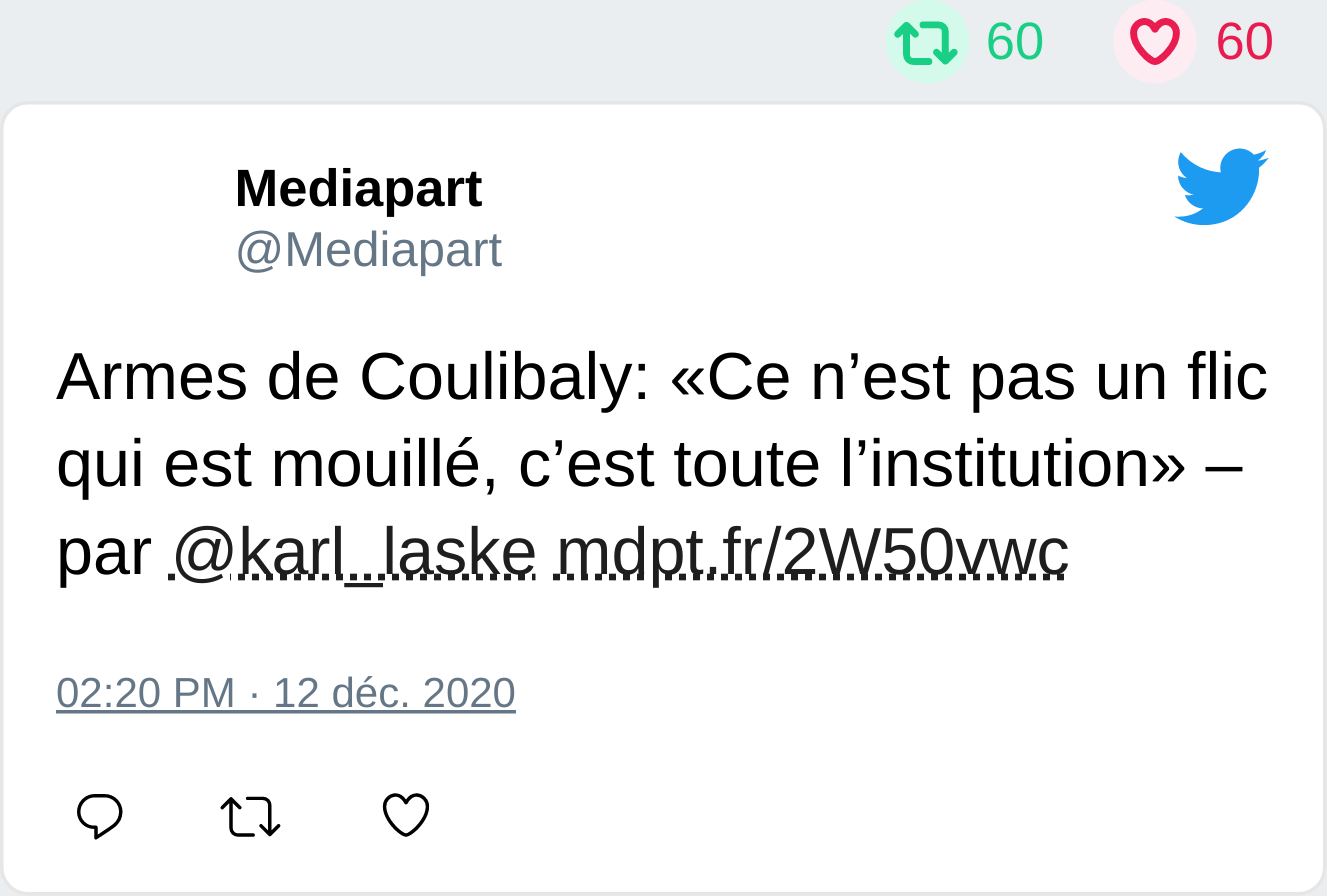 60 60
Mediapart
@Mediapart
Armes de Coulibaly: «Ce n’est pas un flic
qui est mouillé, c’est toute l’institution» –
par @karl_laske mdpt.fr/2W50vwc
02:20 PM · 12 déc. 2020